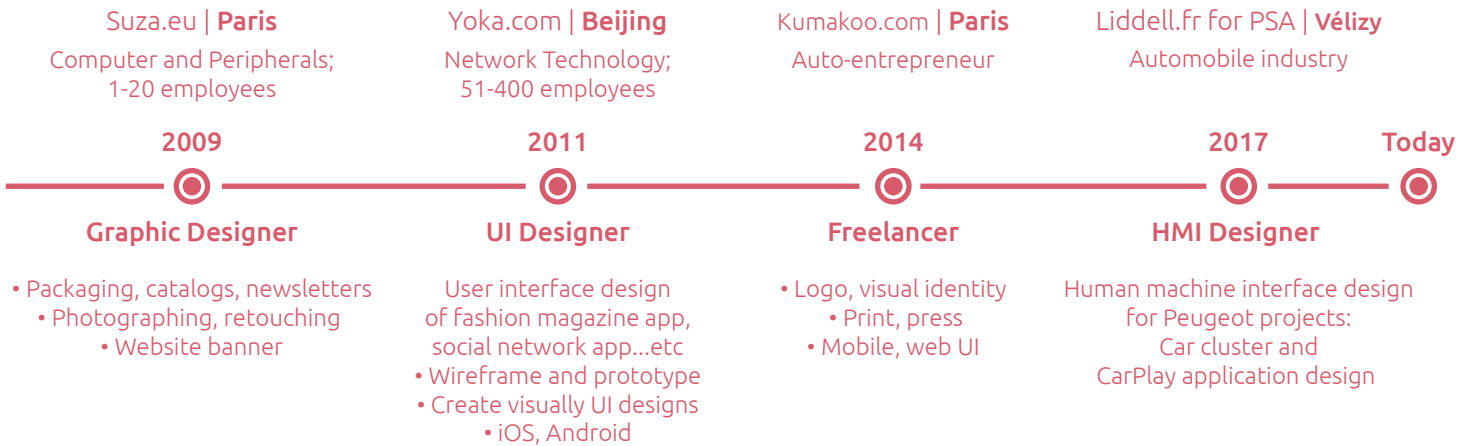 Suza.eu | Paris
Computer and Peripherals;
1-20 employees
2009
Graphic Designer
• Packaging, catalogs, newsletters
• Photographing, retouching
• Website banner
Yoka.com | Beijing
Network Technology;
51-400 employees
2011
UI Designer
User interface design
of fashion magazine app,
social network app...etc
• Wireframe and prototype
• Create visually UI designs
• iOS, Android
Kumakoo.com | Paris
Auto-entrepreneur
2014
Freelancer
• Logo, visual identity
• Print, press
• Mobile, web UI
Liddell.fr for PSA | Vélizy
Automobile industry
2017
HMI Designer
Human machine interface design
for Peugeot projects:
Car cluster and
CarPlay application design
Today